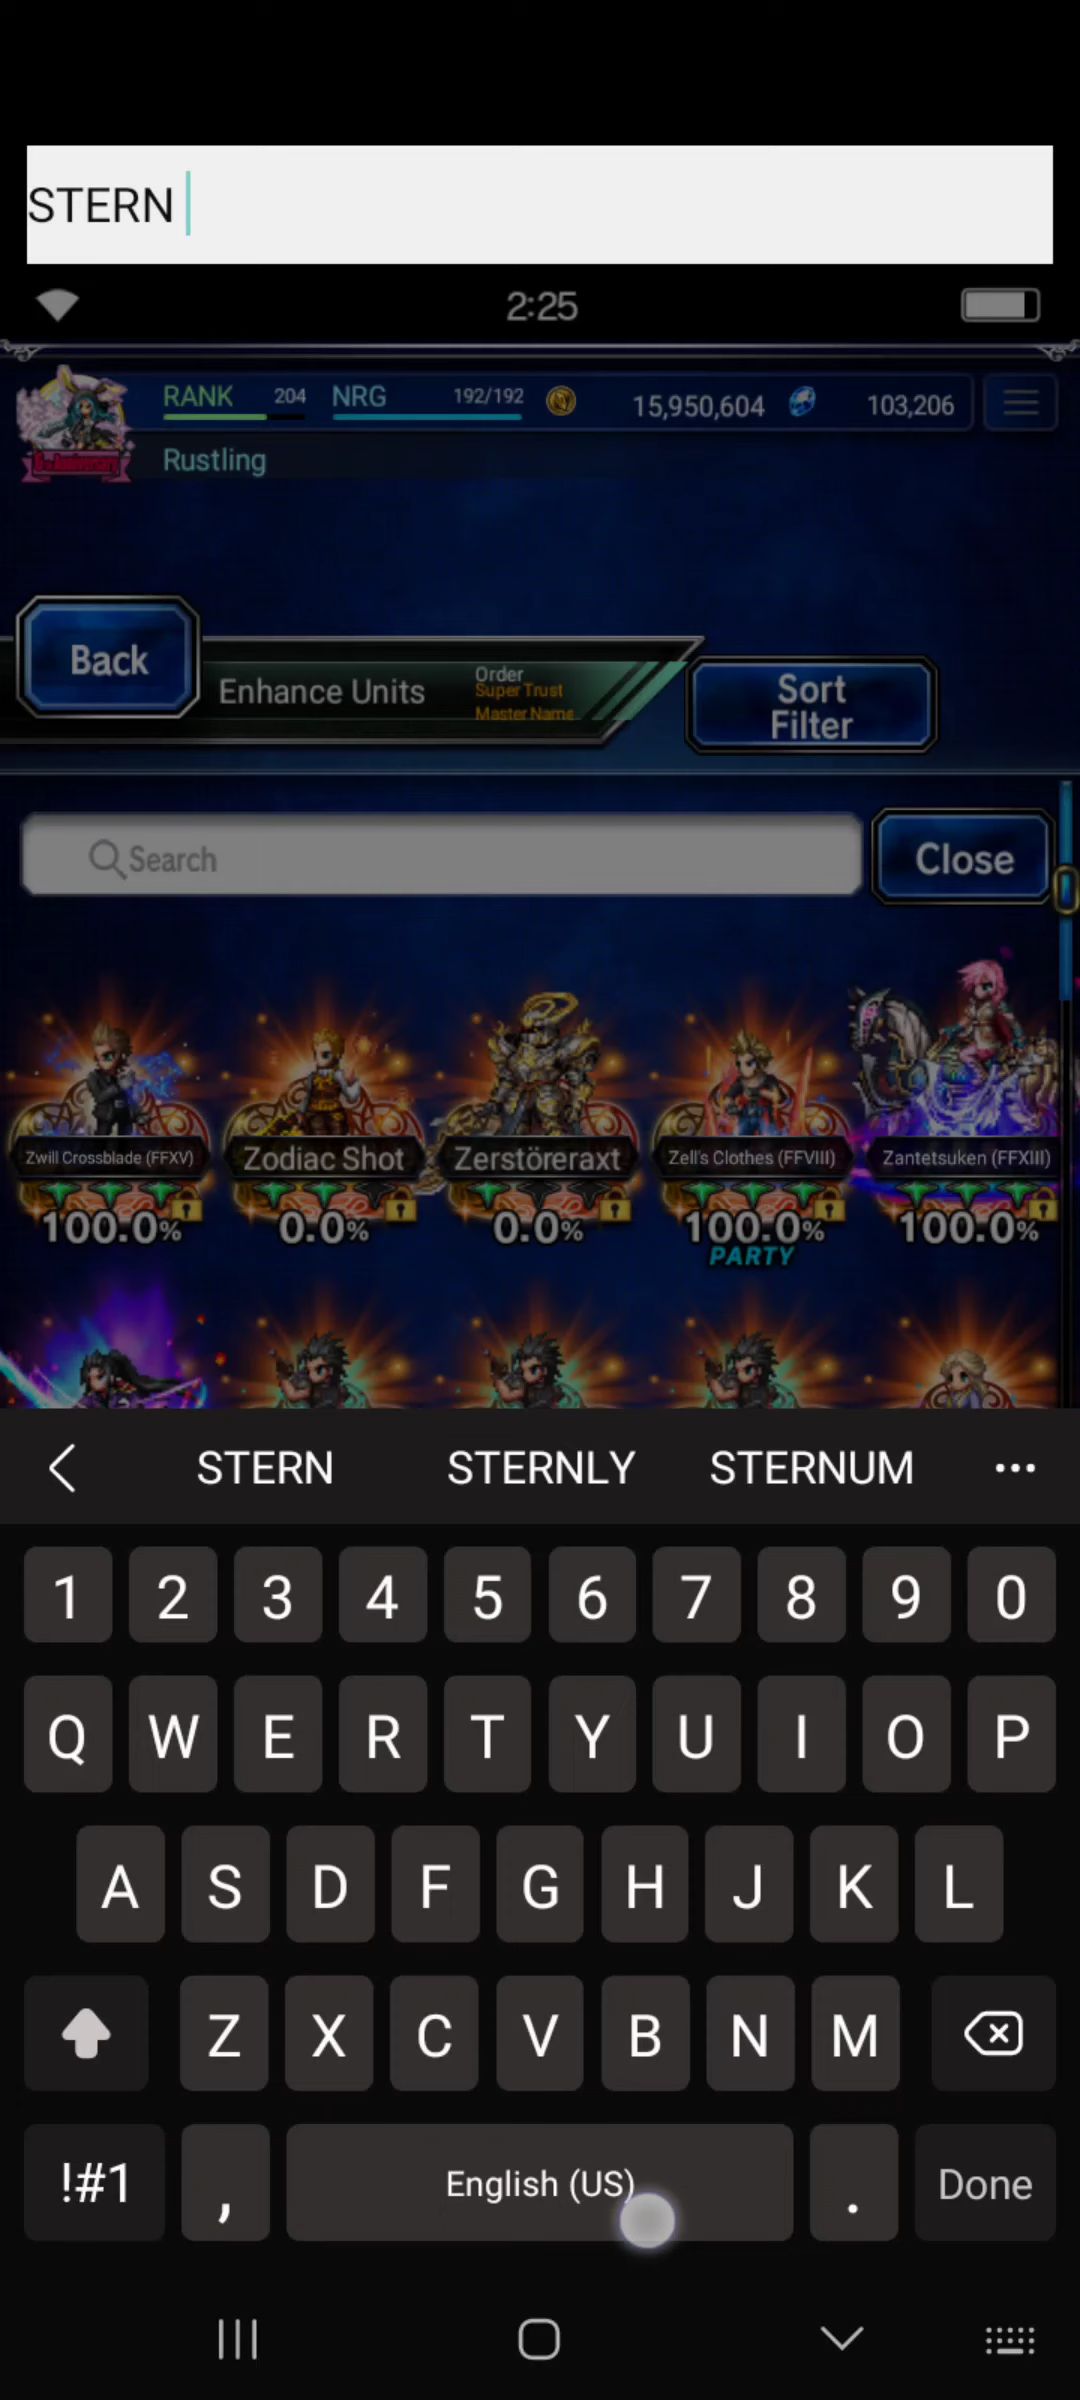 STERN
2:25
RANK 204 NRG 192/192 15,950,604 103,206
8th Anniversary
Rustling
Back
Enhance Units
Order
Super Trust
Master Name
Sort
Filter
Search
Close
Zwill Crossblade (FFXV) Zodiac Shot Zerstöreraxt Zell's Clothes (FFVIII) Zantetsuken (FFXIII)
100.0% 0.0% 0.0% 100.0% 100.0%
PARTY
STERN STERNLY STERNUM ...
1 2 3 4 5 6 7 8 9 0
Q W E R T Y U I O P
A S D F G H J K L
Z X C V B N M
!#1 , English (US) . Done